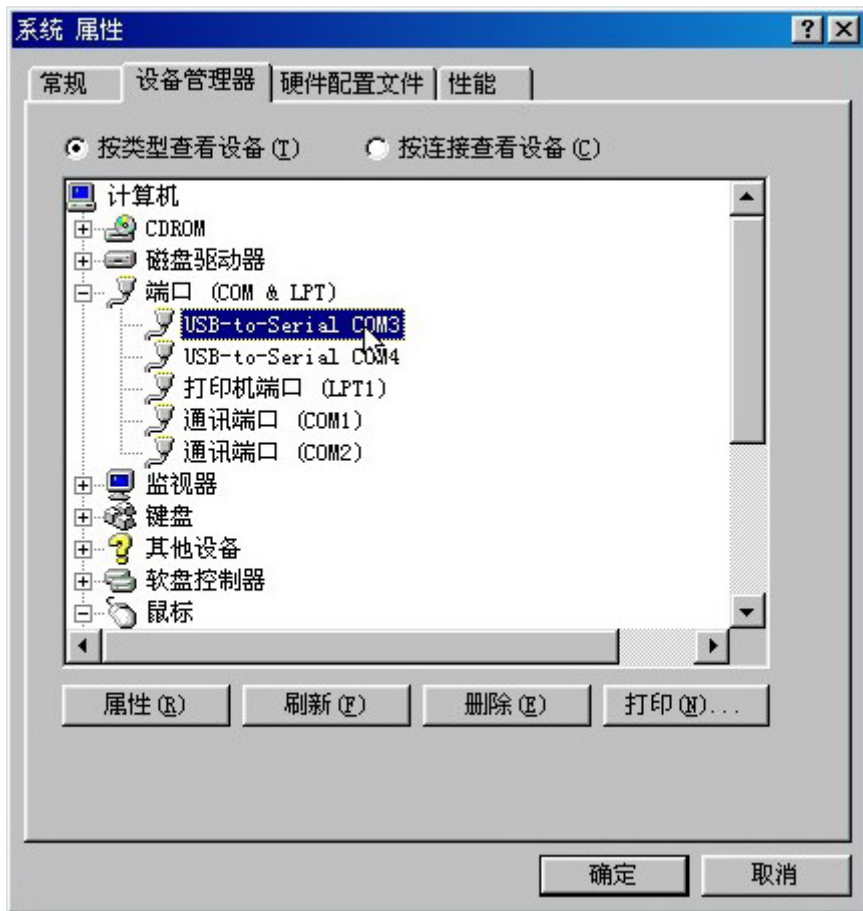 系统 属性
常规 设备管理器 硬件配置文件 性能
按类型查看设备(T) 按连接查看设备(C)
计算机
CDROM
磁盘驱动器
端口 (COM & LPT)
USB-to-Serial COM3
USB-to-Serial COM4
打印机端口 (LPT1)
通讯端口 (COM1)
通讯端口 (COM2)
监视器
键盘
其他设备
软盘控制器
鼠标
属性(R) 刷新(F) 删除(E) 打印(N)...
确定 取消